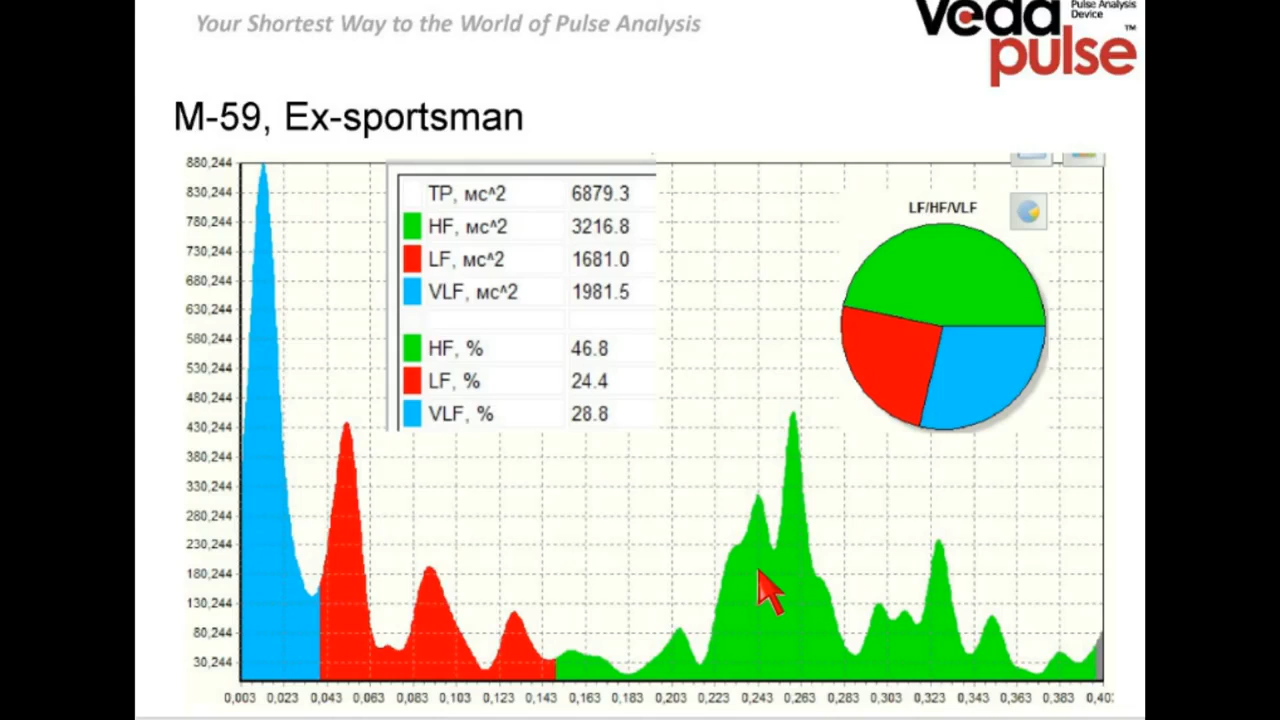 Your Shortest Way to the World of Pulse Analysis
Veda
Pulse Analysis
Device
™
pulse
M-59, Ex-sportsman
880,244
830,244
780,244
730,244
680,244
630,244
580,244
530,244
480,244
430,244
380,244
330,244
280,244
230,244
180,244
130,244
80,244
30,244
TP, мс^2 6879.3
HF, мс^2 3216.8
LF, мс^2 1681.0
VLF, мс^2 1981.5
HF, % 46.8
LF, % 24.4
VLF, % 28.8
LF/HF/VLF
0,003 0,023 0,043 0,063 0,083 0,103 0,123 0,143 0,163 0,183 0,203 0,223 0,243 0,263 0,283 0,303 0,323 0,343 0,363 0,383